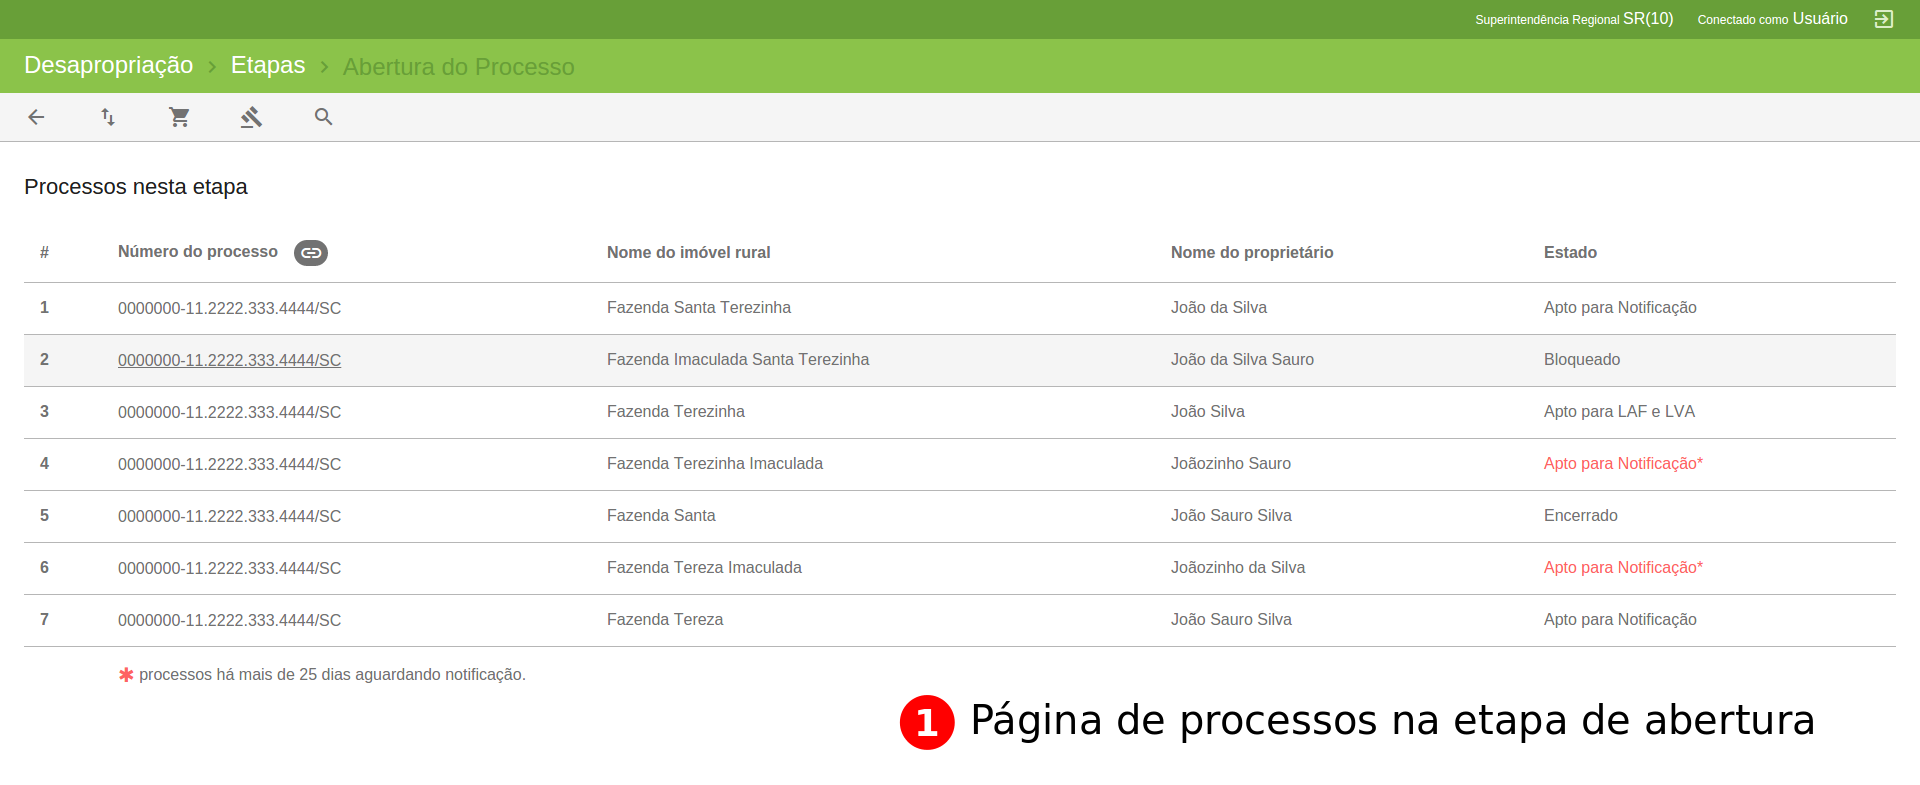 Superintendência Regional SR(10) Conectado como Usuário
Desapropriação › Etapas › Abertura do Processo
Processos nesta etapa
# Número do processo Nome do imóvel rural Nome do proprietário Estado
1 0000000-11.2222.333.4444/SC Fazenda Santa Terezinha João da Silva Apto para Notificação
2 0000000-11.2222.333.4444/SC Fazenda Imaculada Santa Terezinha João da Silva Sauro Bloqueado
3 0000000-11.2222.333.4444/SC Fazenda Terezinha João Silva Apto para LAF e LVA
4 0000000-11.2222.333.4444/SC Fazenda Terezinha Imaculada Joãozinho Sauro Apto para Notificação*
5 0000000-11.2222.333.4444/SC Fazenda Santa João Sauro Silva Encerrado
6 0000000-11.2222.333.4444/SC Fazenda Tereza Imaculada Joãozinho da Silva Apto para Notificação*
7 0000000-11.2222.333.4444/SC Fazenda Tereza João Sauro Silva Apto para Notificação
* processos há mais de 25 dias aguardando notificação.
1 Página de processos na etapa de abertura